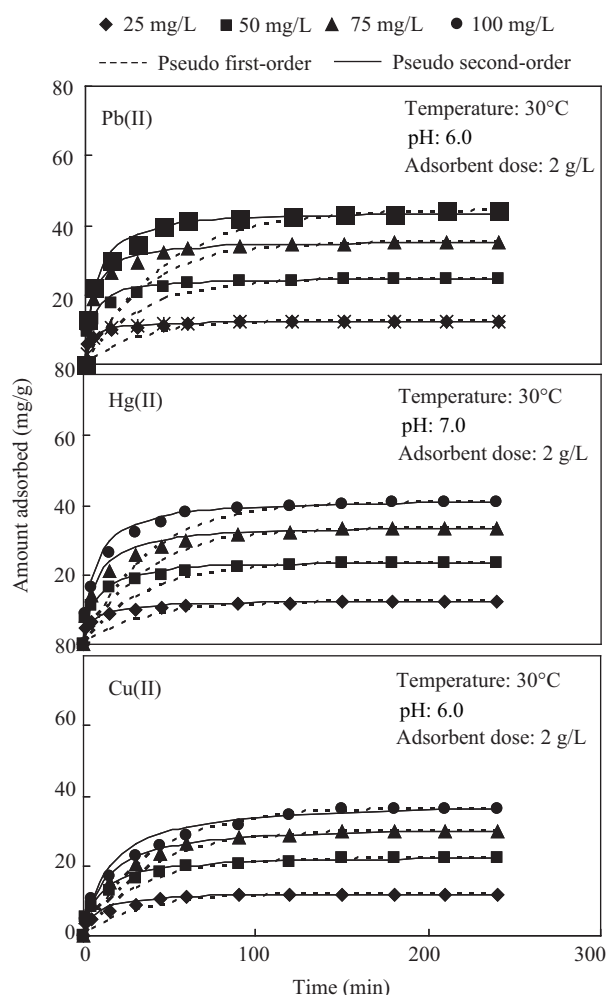 25 mg/L 50 mg/L 75 mg/L 100 mg/L
Pseudo first-order Pseudo second-order
80
Pb(II)
Temperature: 30°C
pH: 6.0
Adsorbent dose: 2 g/L
60
40
20
80
Hg(II)
Temperature: 30°C
pH: 7.0
Adsorbent dose: 2 g/L
60
40
20
80
Cu(II)
Temperature: 30°C
pH: 6.0
Adsorbent dose: 2 g/L
60
40
20
0
Amount adsorbed (mg/g)
0 100 200 300
Time (min)